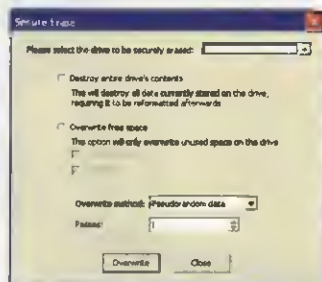 Secure Erase
Please select the drive to be securely erased:
Destroy entire drive's contents
This will destroy all data currently stored on the drive,
requiring it to be reformatted afterwards
Overwrite free space
This option will only overwrite unused space on the drive
Overwrite method: Pseudorandom data
Passes: 1
Overwrite Close